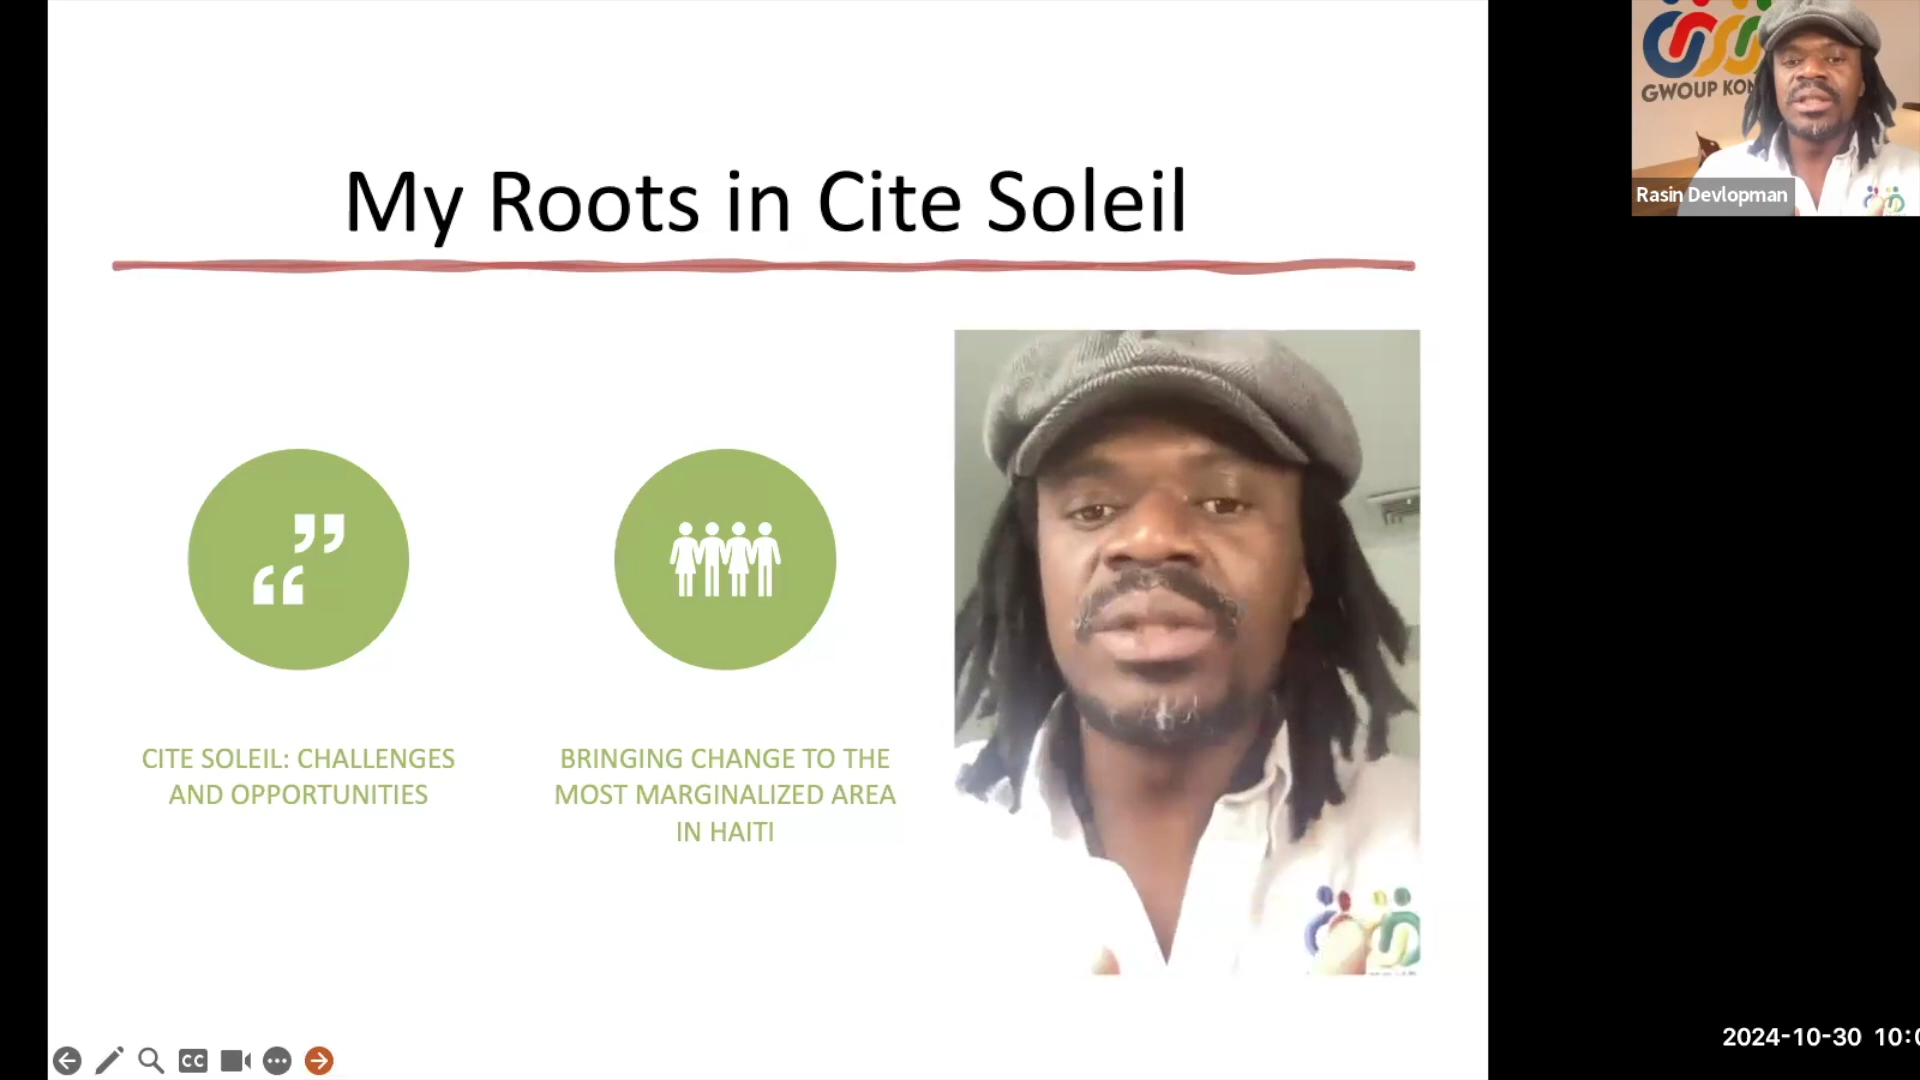 My Roots in Cite Soleil
CITE SOLEIL: CHALLENGES
AND OPPORTUNITIES
BRINGING CHANGE TO THE
MOST MARGINALIZED AREA
IN HAITI
CC
GWOUP
Rasin Devlopman
2024-10-30 10:0